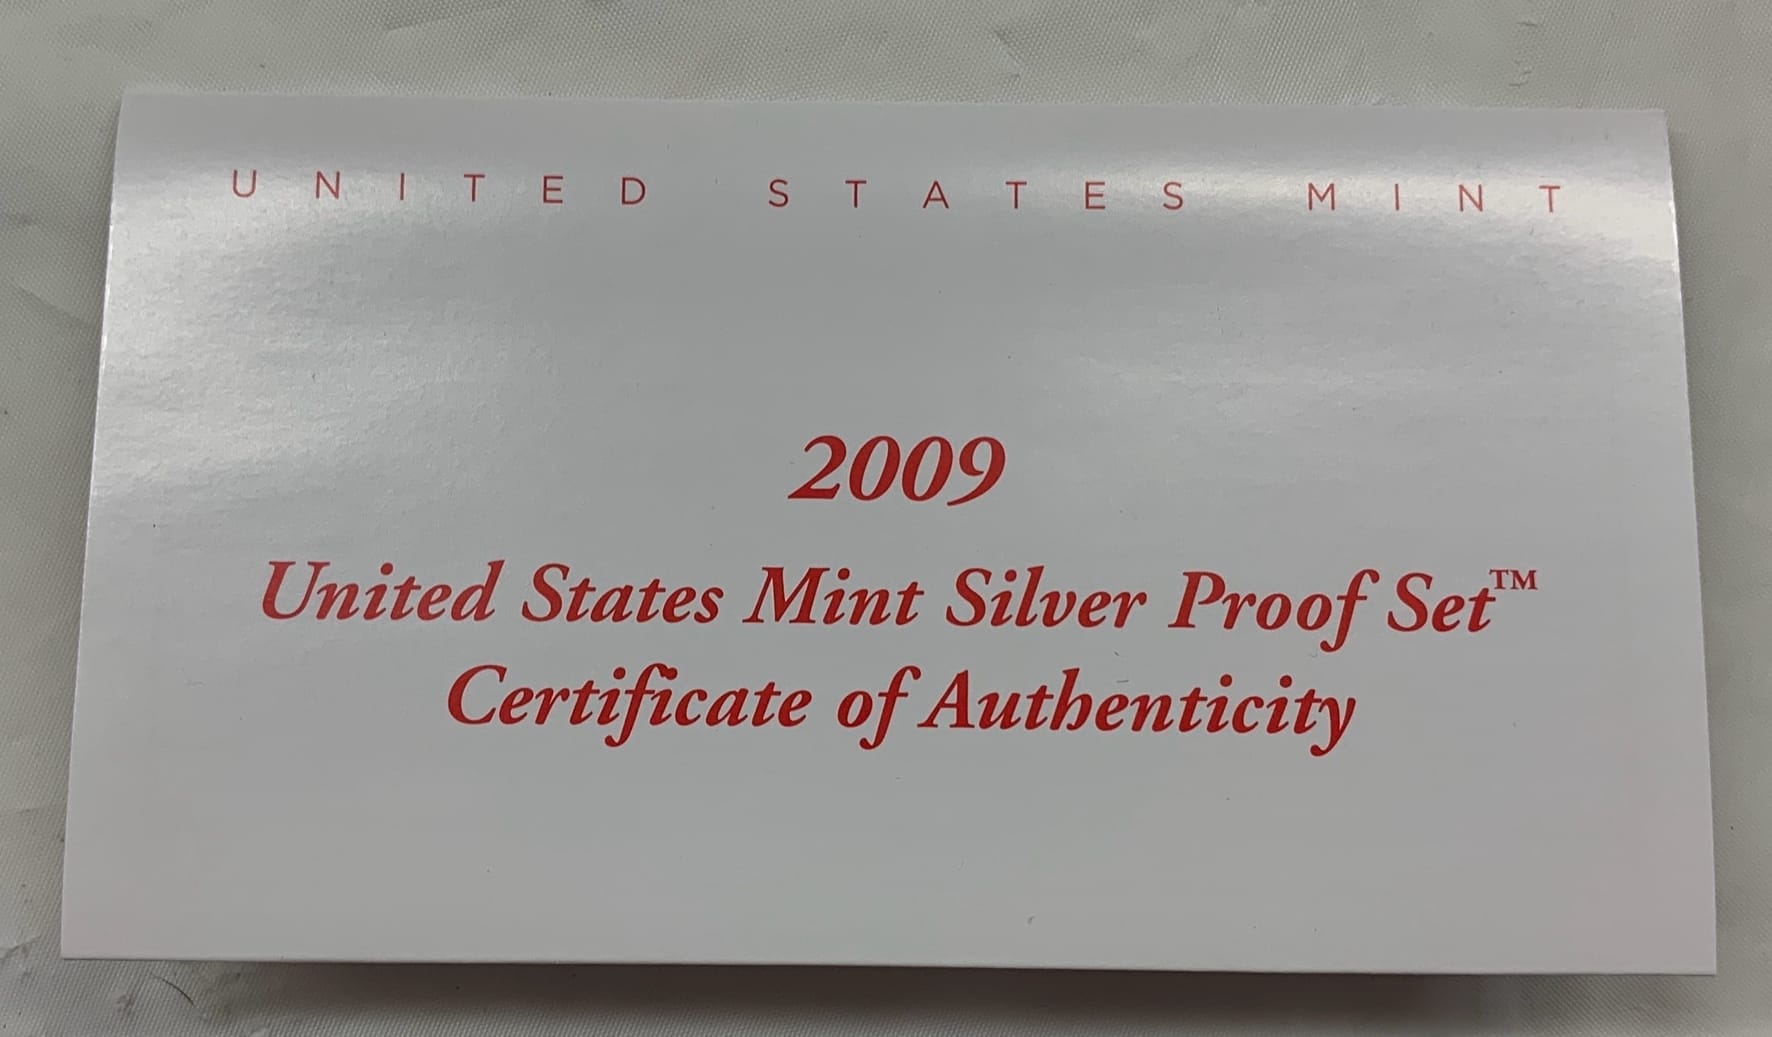 UNITED STATES MINT
2009
United States Mint Silver Proof Set™
Certificate of Authenticity